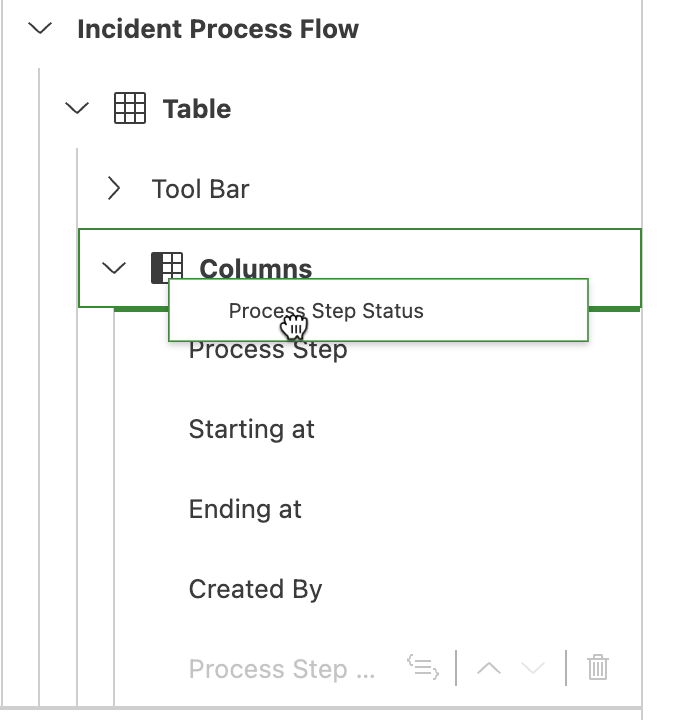 Incident Process Flow
Table
Tool Bar
Columns
Process Step Status
Process Step
Starting at
Ending at
Created By
Process Step ...